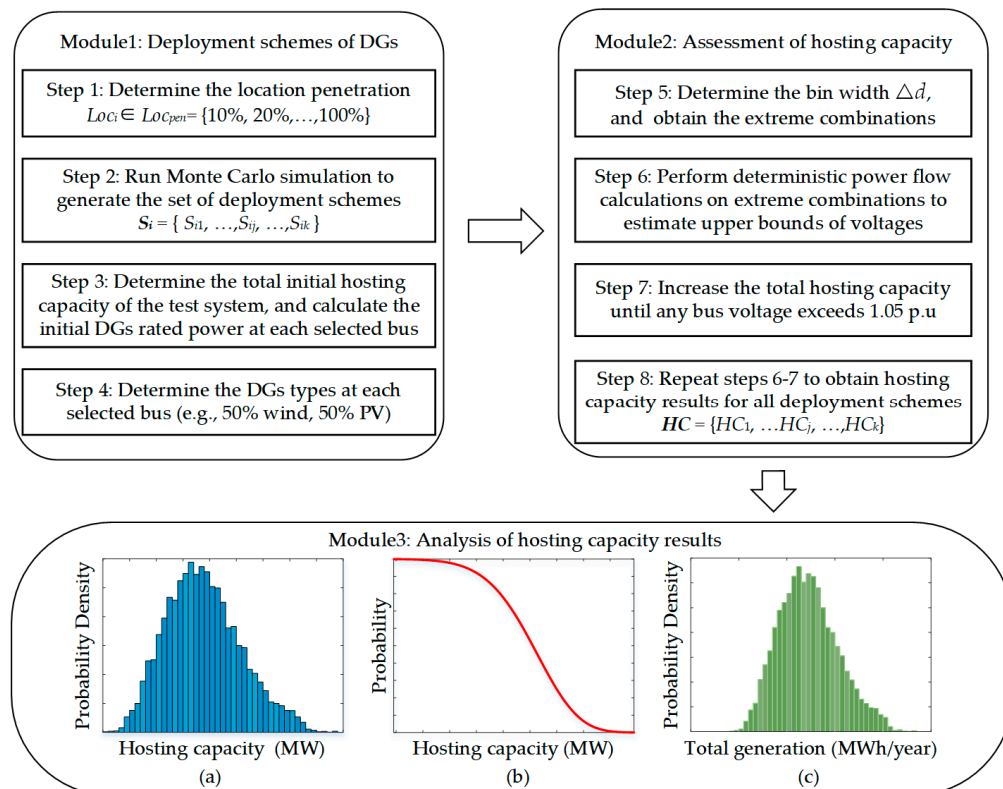 Module1: Deployment schemes of DGs
Step 1: Determine the location penetration
Loci ∈ Locpen= {10%, 20%,…,100%}
Step 2: Run Monte Carlo simulation to
generate the set of deployment schemes
Si = { Si1, …,Sij, …,Sik }
Step 3: Determine the total initial hosting
capacity of the test system, and calculate the
initial DGs rated power at each selected bus
Step 4: Determine the DGs types at each
selected bus (e.g., 50% wind, 50% PV)
Module2: Assessment of hosting capacity
Step 5: Determine the bin width △d,
and obtain the extreme combinations
Step 6: Perform deterministic power flow
calculations on extreme combinations to
estimate upper bounds of voltages
Step 7: Increase the total hosting capacity
until any bus voltage exceeds 1.05 p.u
Step 8: Repeat steps 6-7 to obtain hosting
capacity results for all deployment schemes
HC = {HC1, …HCj, …,HCk}
Module3: Analysis of hosting capacity results
Probability Density
Hosting capacity (MW)
(a)
Probability
Hosting capacity (MW)
(b)
Probability Density
Total generation (MWh/year)
(c)